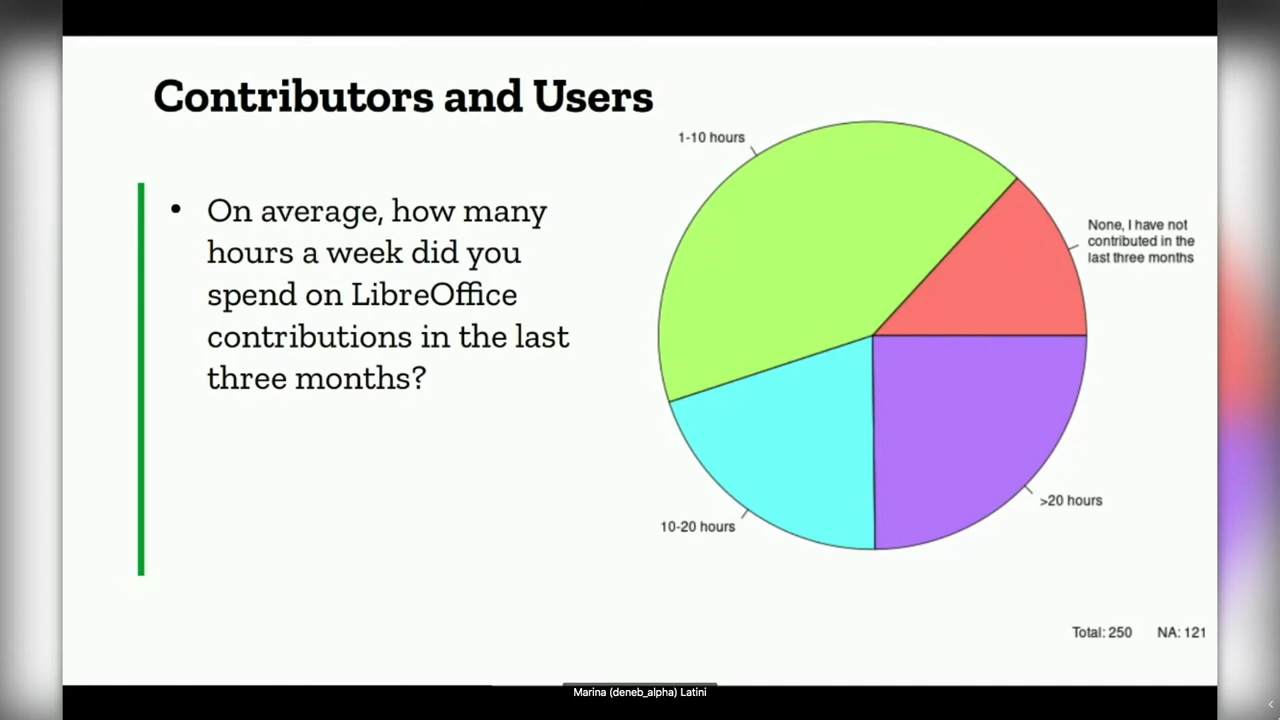 Contributors and Users
• On average, how many
hours a week did you
spend on LibreOffice
contributions in the last
three months?
1-10 hours
None, I have not
contributed in the
last three months
10-20 hours
>20 hours
Total: 250 NA: 121
Marina (deneb_alpha) Latini